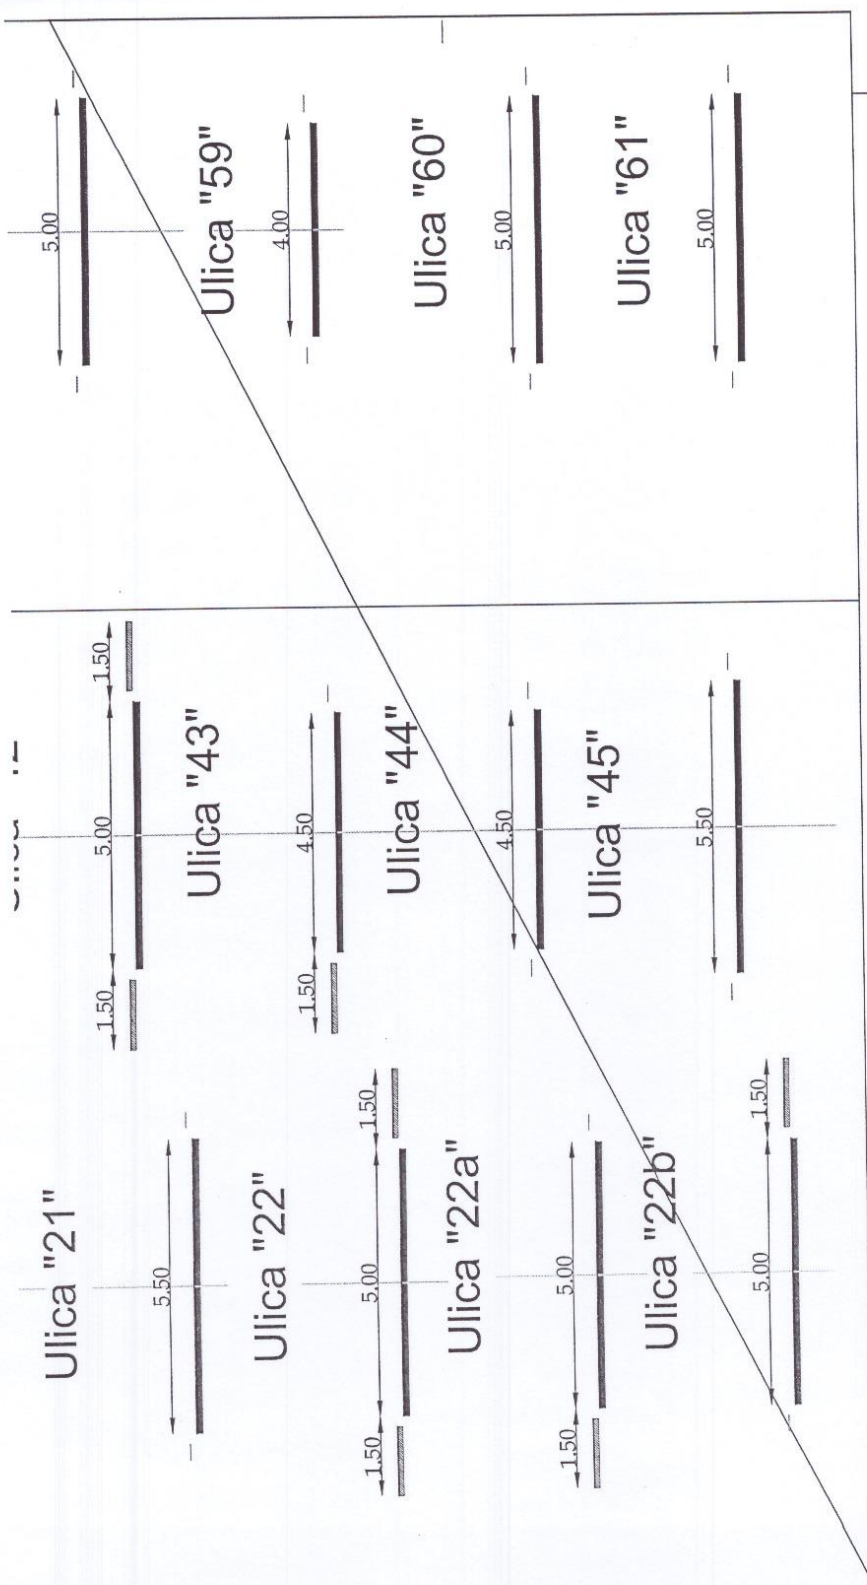 Ulica "21"
5.50
Ulica "22"
1.50 5.00 1.50
Ulica "22a"
1.50 5.00
Ulica "22b"
5.00 1.50
1.50 5.00 1.50
Ulica "43"
1.50 4.50
Ulica "44"
4.50
Ulica "45"
5.50
5.00
Ulica "59"
4.00
Ulica "60"
5.00
Ulica "61"
5.00